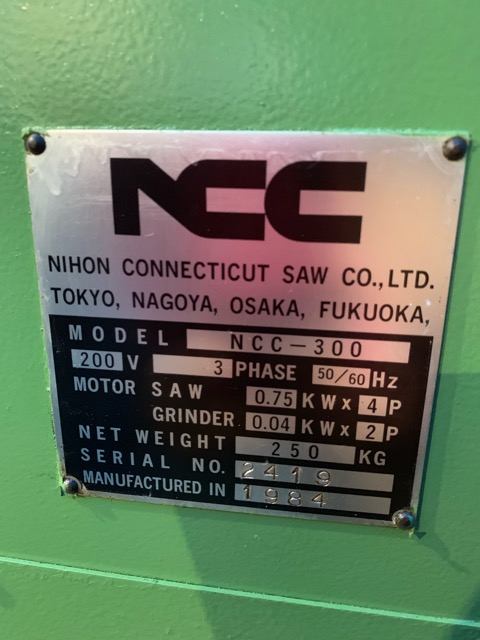 NCC
NIHON CONNECTICUT SAW CO.,LTD.
TOKYO, NAGOYA, OSAKA, FUKUOKA,
MODEL NCC-300
200 V 3 PHASE 50/60 Hz
MOTOR SAW 0.75 KW x 4 P
GRINDER 0.04 KW x 2 P
NET WEIGHT 250 KG
SERIAL NO. 2419
MANUFACTURED IN 1984